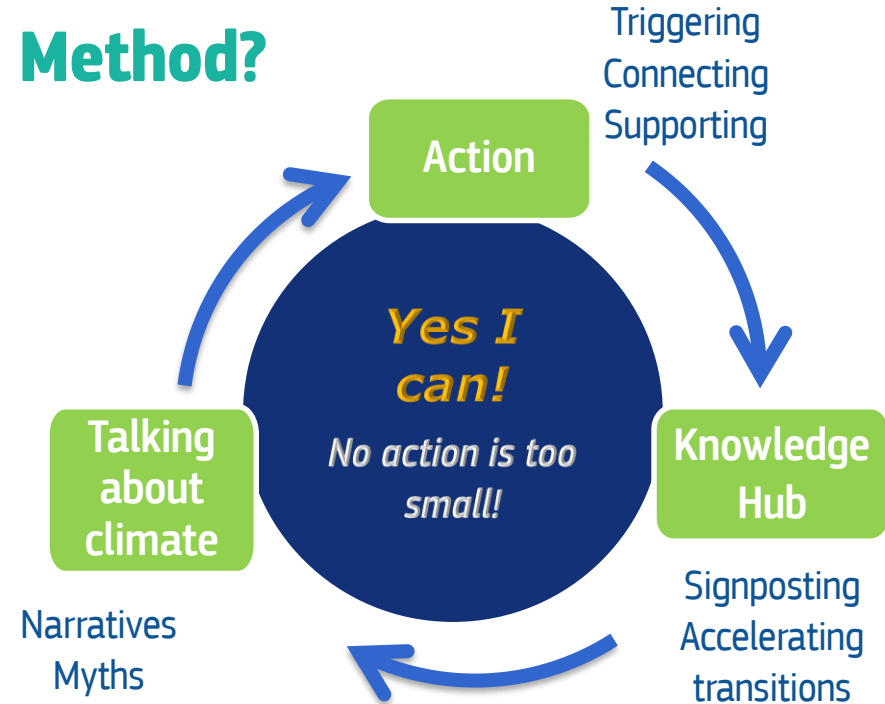 Method?
Triggering
Connecting
Supporting
Action
Yes I
can!
No action is too
small!
Talking
about
climate
Knowledge
Hub
Narratives
Myths
Signposting
Accelerating
transitions